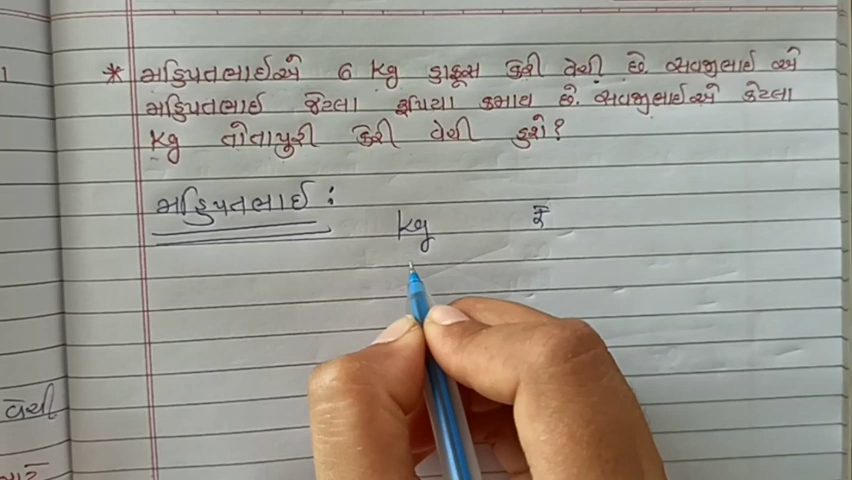 * મહિપતભાઈએ 6 Kg હાફૂસ કેરી વેચી છે. સવજીભાઈ એ
મહિપતભાઈ જેટલા રૂપિયા કમાય છે. સવજીભાઈએ કેટલા
Kg તોતાપુરી કેરી વેચી હશે?
મહિપતભાઈ :
kg ₹
વેચી